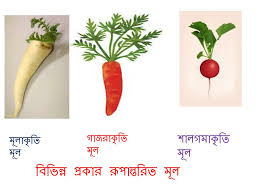 মূলাকৃতি
মূল
গাজরাকৃতি
মূল
শালগমাকৃতি
মূল
বিভিন্ন প্রকার রূপান্তরিত মূল